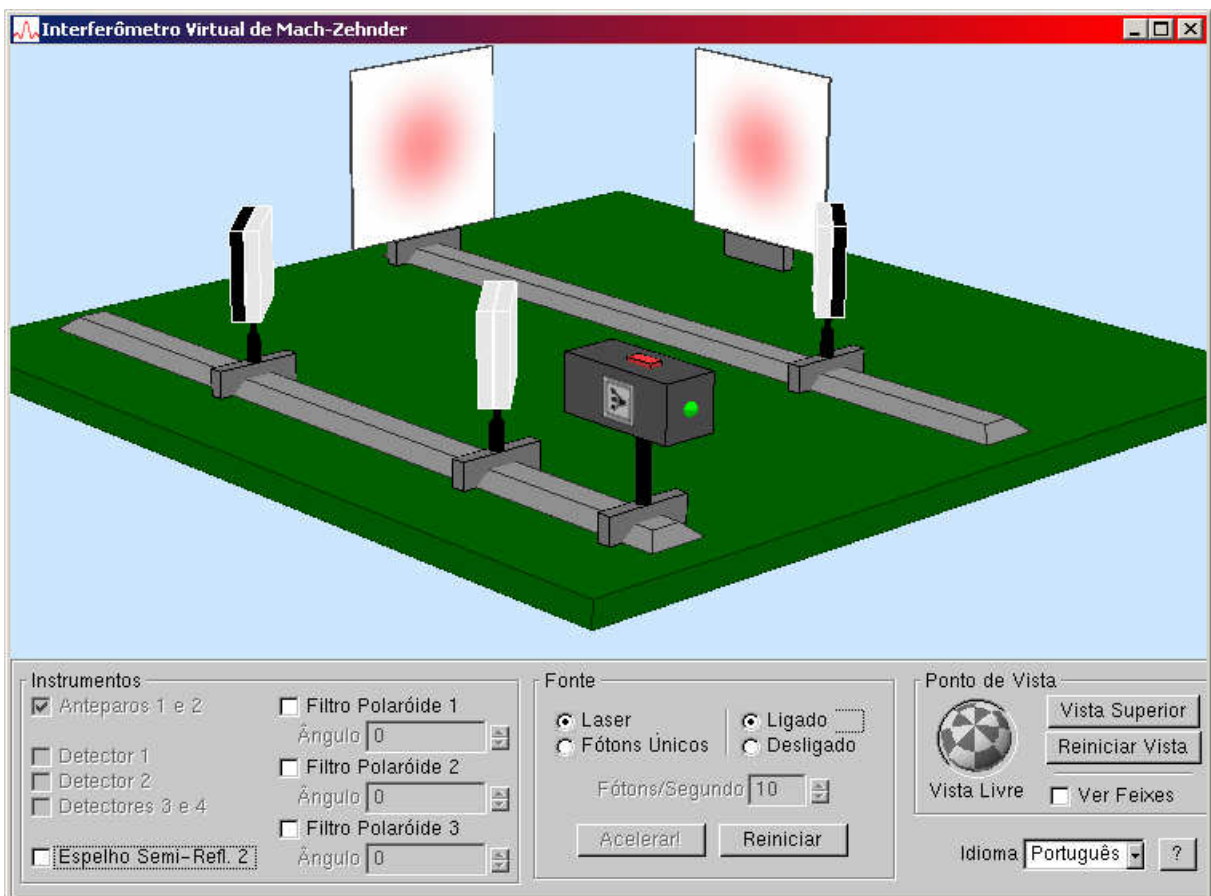 Interferômetro Virtual de Mach-Zehnder
Instrumentos
Anteparos 1 e 2
Detector 1
Detector 2
Detectores 3 e 4
Espelho Semi-Refl. 2
Filtro Polaróide 1
Ângulo 0
Filtro Polaróide 2
Ângulo 0
Filtro Polaróide 3
Ângulo 0
Fonte
Laser
Fótons Únicos
Ligado
Desligado
Fótons/Segundo 10
Acelerar!
Reiniciar
Ponto de Vista
Vista Livre
Vista Superior
Reiniciar Vista
Ver Feixes
Idioma Português ?